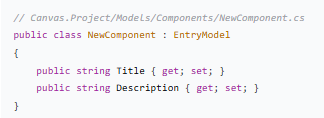 // Canvas.Project/Models/Components/NewComponent.cs
public class NewComponent : EntryModel
{
    public string Title { get; set; }
    public string Description { get; set; }
}